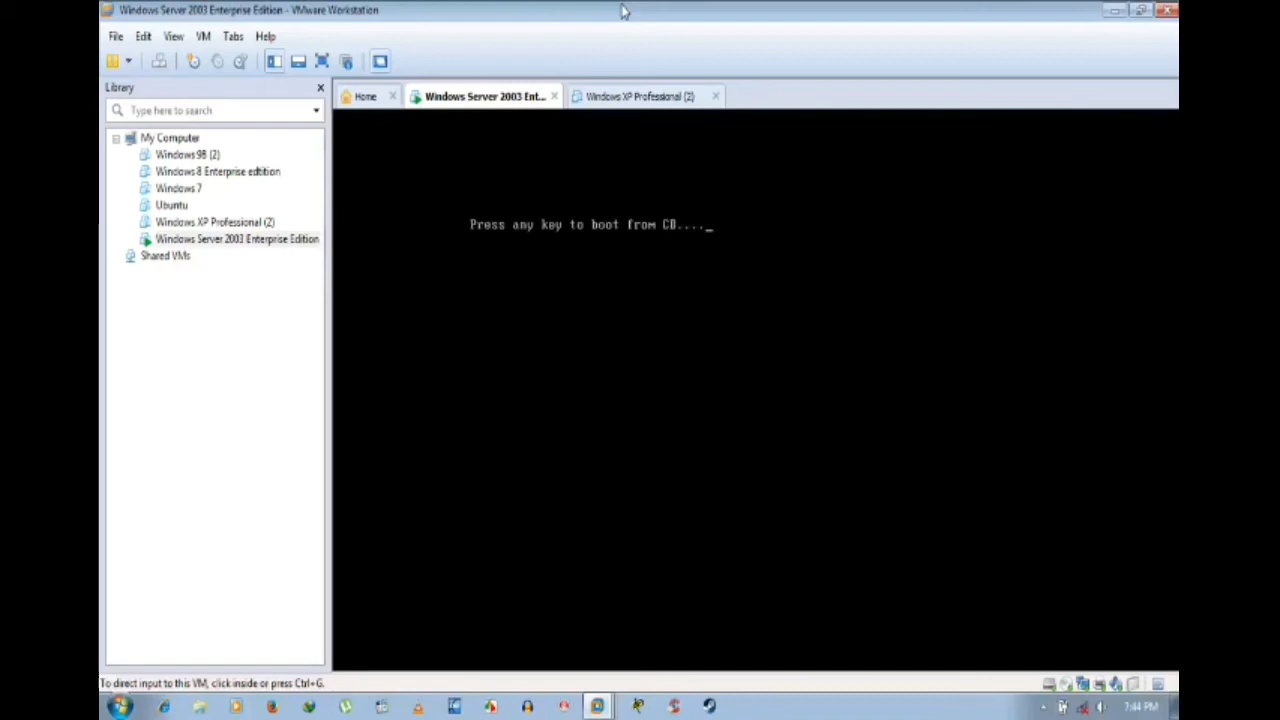 Windows Server 2003 Enterprise Edition - VMware Workstation
File Edit View VM Tabs Help
Library
Type here to search
Home
Windows Server 2003 Ent...
Windows XP Professional (2)
My Computer
Windows 98 (2)
Windows 8 Enterprise edtition
Windows 7
Ubuntu
Windows XP Professional (2)
Windows Server 2003 Enterprise Edition
Shared VMs
Press any key to boot from CD...._
To direct input to this VM, click inside or press Ctrl+G.
7:44 PM